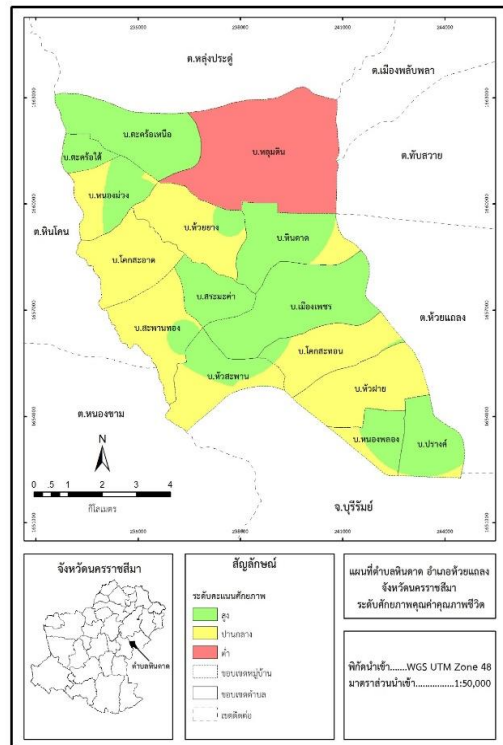 ต.หลุ่งประดู่
ต.เมืองพลับพลา
บ.ตะคร้อเหนือ
บ.หลุมดิน
บ.ตะคร้อใต้
ต.ทับสวาย
บ.หนองม่วง
บ.ห้วยยาง
ต.หินโคน
บ.หินดาด
บ.โคกสะอาด
บ.สระมะค่า
บ.เมืองเพชร
ต.ห้วยแถลง
บ.สะพานทอง
บ.โคกสะทอน
บ.หัวสะพาน
บ.หัวฝาย
ต.หนองขาม
บ.หนองพลอง
บ.ปรางค์
N
0 .5 1 2 3 4
กิโลเมตร
จ.บุรีรัมย์
จังหวัดนครราชสีมา
ตำบลหินดาด
สัญลักษณ์
ระดับคะแนนศักยภาพ
สูง
ปานกลาง
ต่ำ
ขอบเขตหมู่บ้าน
ขอบเขตตำบล
เขตติดต่อ
แผนที่ตำบลหินดาด อำเภอห้วยแถลง
จังหวัดนครราชสีมา
ระดับศักยภาพคุณค่าคุณภาพชีวิต
พิกัดนำเข้า.......WGS UTM Zone 48
มาตราส่วนนำเข้า...............1:50,000